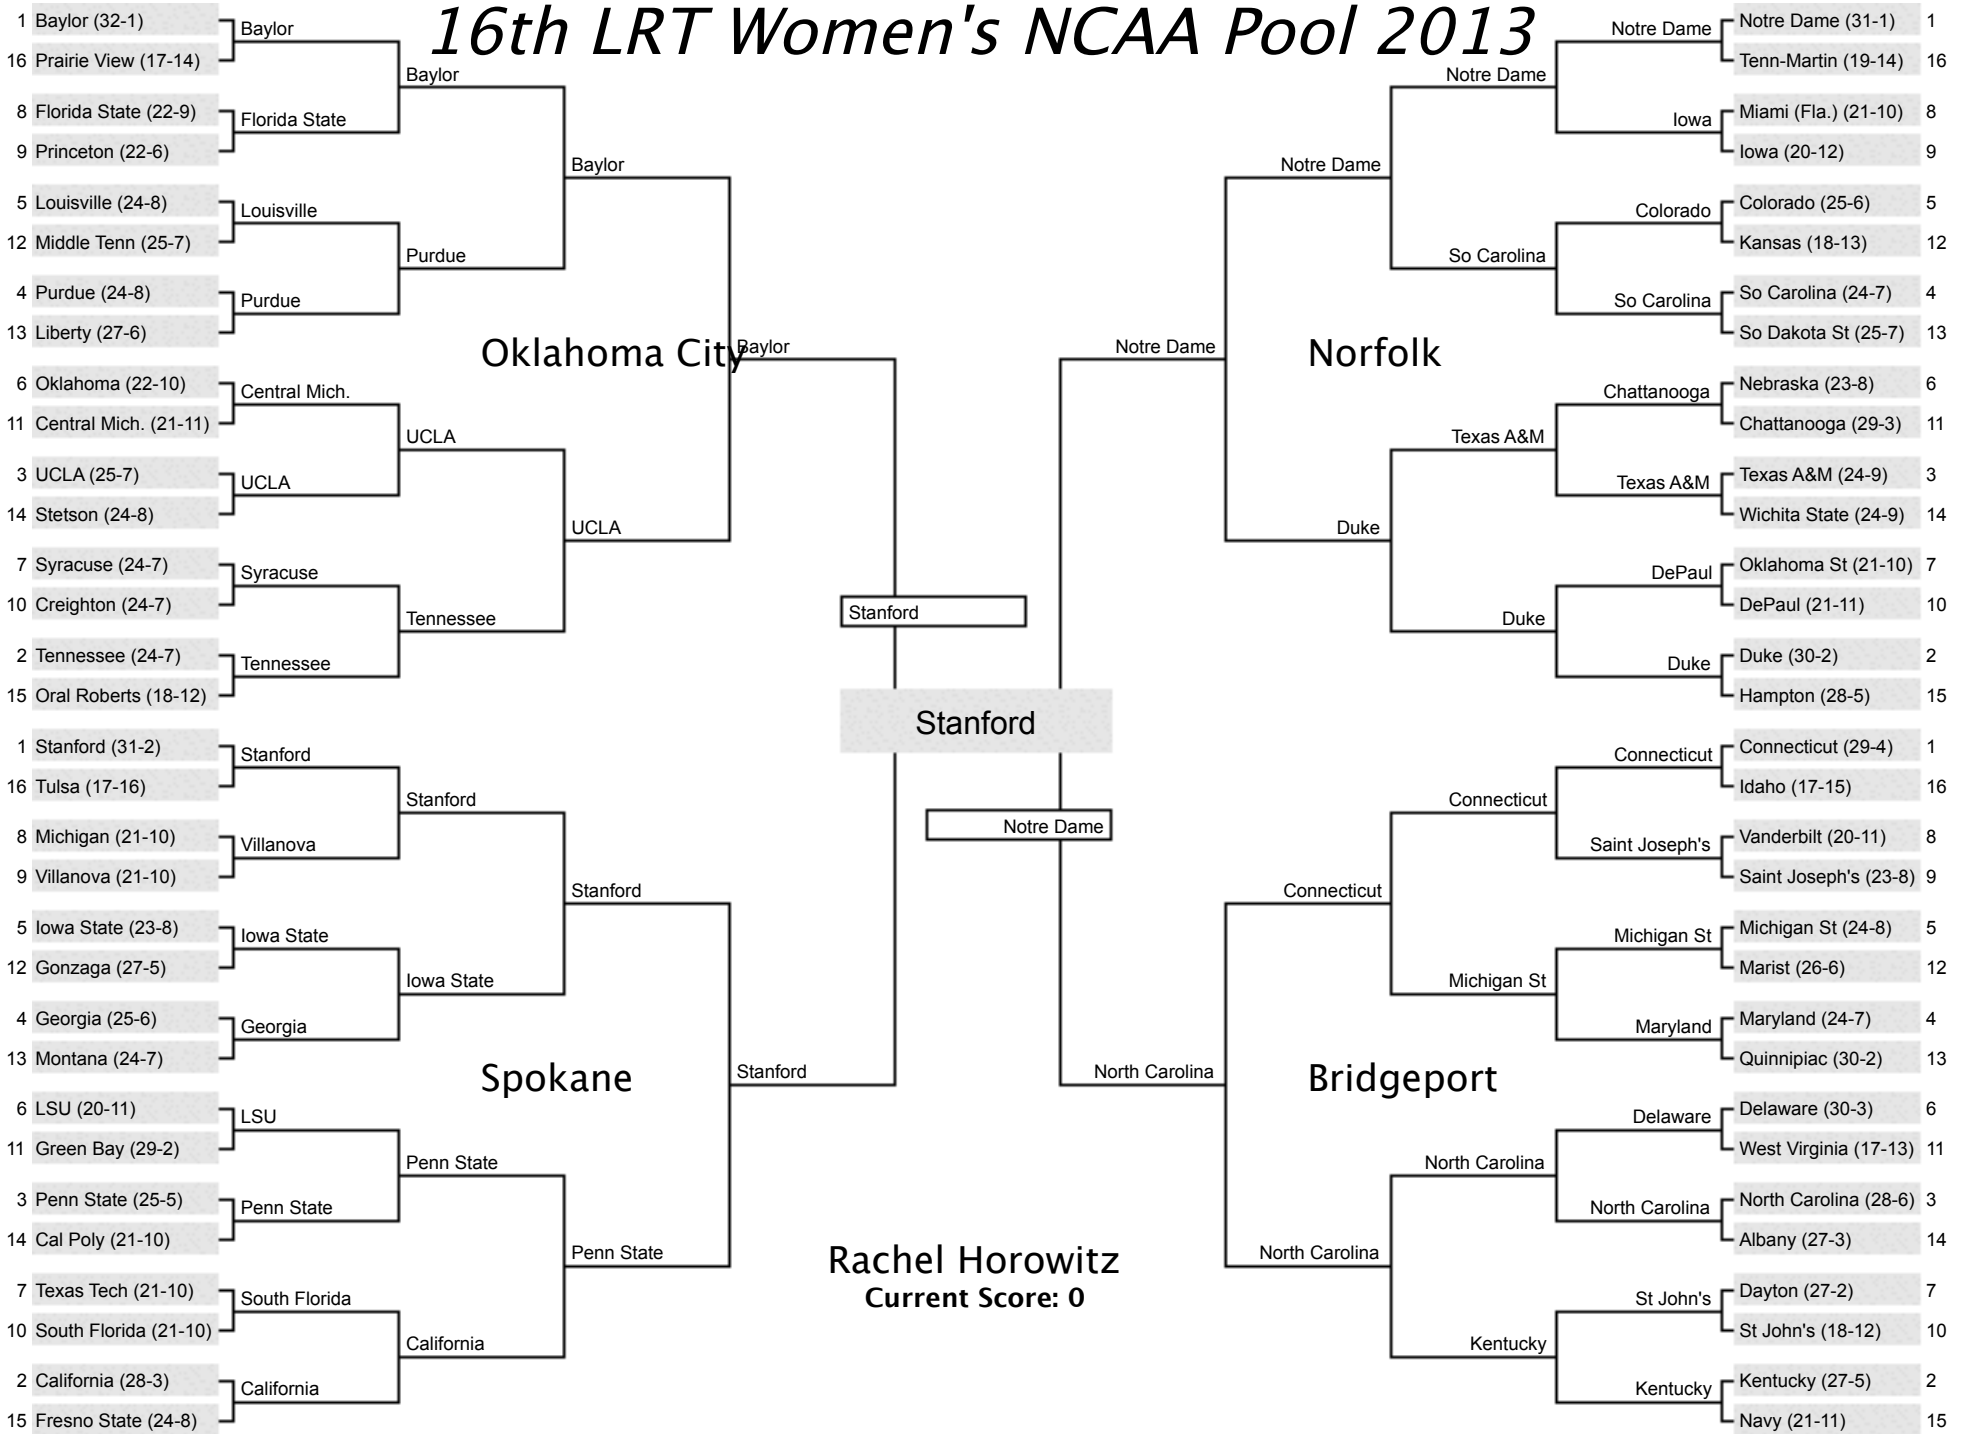 16th LRT Women's NCAA Pool 2013
1 Baylor (32-1)
16 Prairie View (17-14)
8 Florida State (22-9)
9 Princeton (22-6)
5 Louisville (24-8)
12 Middle Tenn (25-7)
4 Purdue (24-8)
13 Liberty (27-6)
6 Oklahoma (22-10)
11 Central Mich. (21-11)
3 UCLA (25-7)
14 Stetson (24-8)
7 Syracuse (24-7)
10 Creighton (24-7)
2 Tennessee (24-7)
15 Oral Roberts (18-12)
1 Stanford (31-2)
16 Tulsa (17-16)
8 Michigan (21-10)
9 Villanova (21-10)
5 Iowa State (23-8)
12 Gonzaga (27-5)
4 Georgia (25-6)
13 Montana (24-7)
6 LSU (20-11)
11 Green Bay (29-2)
3 Penn State (25-5)
14 Cal Poly (21-10)
7 Texas Tech (21-10)
10 South Florida (21-10)
2 California (28-3)
15 Fresno State (24-8)
Baylor
Florida State
Louisville
Purdue
Central Mich.
UCLA
Syracuse
Tennessee
Stanford
Villanova
Iowa State
Georgia
LSU
Penn State
South Florida
California
Baylor
Purdue
UCLA
Tennessee
Stanford
Iowa State
Penn State
California
Baylor
UCLA
Stanford
Penn State
Oklahoma City
Spokane
Baylor
Stanford
Stanford
Stanford
Notre Dame
Rachel Horowitz
Current Score: 0
Notre Dame
North Carolina
Norfolk
Bridgeport
Notre Dame
Duke
Connecticut
North Carolina
Notre Dame
So Carolina
Texas A&M
Duke
Connecticut
Michigan St
North Carolina
Kentucky
Notre Dame
Iowa
Colorado
So Carolina
Chattanooga
Texas A&M
DePaul
Duke
Connecticut
Saint Joseph's
Michigan St
Maryland
Delaware
North Carolina
St John's
Kentucky
Notre Dame (31-1) 1
Tenn-Martin (19-14) 16
Miami (Fla.) (21-10) 8
Iowa (20-12) 9
Colorado (25-6) 5
Kansas (18-13) 12
So Carolina (24-7) 4
So Dakota St (25-7) 13
Nebraska (23-8) 6
Chattanooga (29-3) 11
Texas A&M (24-9) 3
Wichita State (24-9) 14
Oklahoma St (21-10) 7
DePaul (21-11) 10
Duke (30-2) 2
Hampton (28-5) 15
Connecticut (29-4) 1
Idaho (17-15) 16
Vanderbilt (20-11) 8
Saint Joseph's (23-8) 9
Michigan St (24-8) 5
Marist (26-6) 12
Maryland (24-7) 4
Quinnipiac (30-2) 13
Delaware (30-3) 6
West Virginia (17-13) 11
North Carolina (28-6) 3
Albany (27-3) 14
Dayton (27-2) 7
St John's (18-12) 10
Kentucky (27-5) 2
Navy (21-11) 15